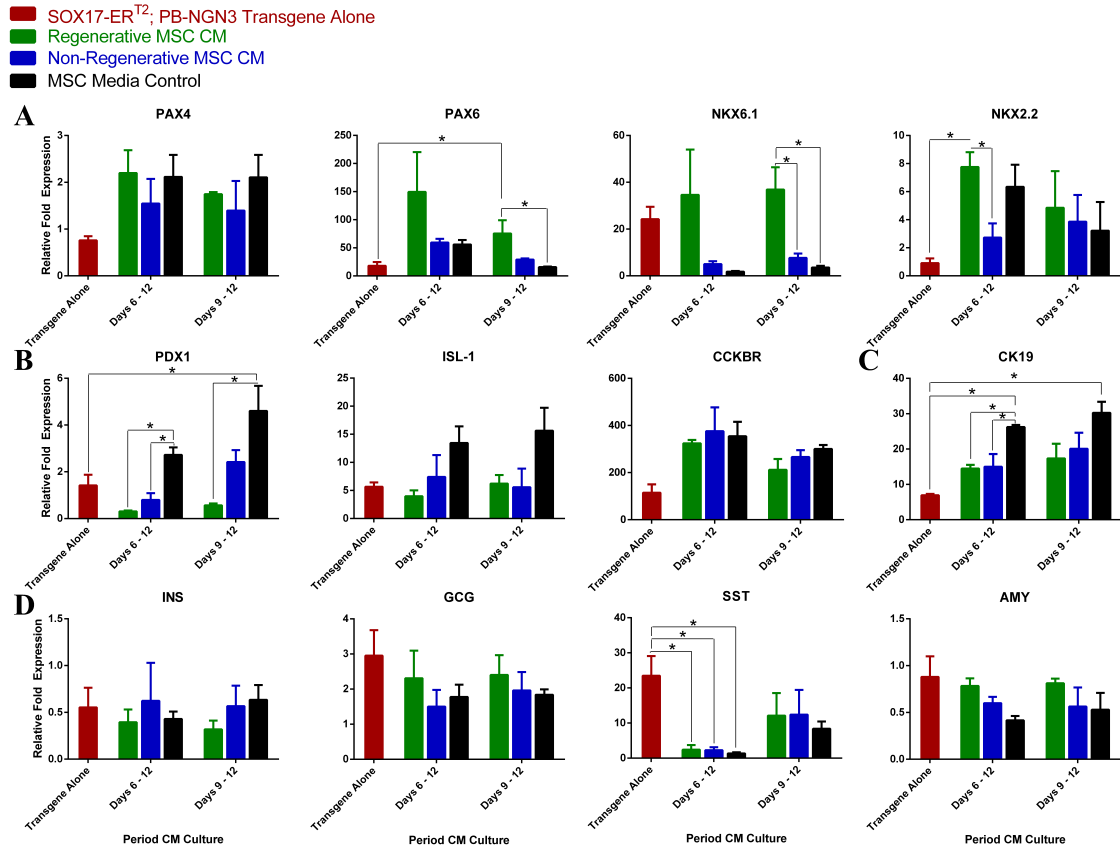 SOX17-ERT2; PB-NGN3 Transgene Alone
Regenerative MSC CM
Non-Regenerative MSC CM
MSC Media Control
A
PAX4
PAX6
NKX6.1
NKX2.2
Relative Fold Expression
3
2
1
0
250
200
150
100
50
0
60
40
20
0
10
8
6
4
2
0
*
*
*
*
*
*
Transgene Alone
Days 6 - 12
Days 9 - 12
Transgene Alone
Days 6 - 12
Days 9 - 12
Transgene Alone
Days 6 - 12
Days 9 - 12
Transgene Alone
Days 6 - 12
Days 9 - 12
B
PDX1
ISL-1
CCKBR
C
CK19
Relative Fold Expression
6
4
2
0
25
20
15
10
5
0
600
400
200
0
40
30
20
10
0
*
*
*
*
*
*
*
*
Transgene Alone
Days 6 - 12
Days 9 - 12
Transgene Alone
Days 6 - 12
Days 9 - 12
Transgene Alone
Days 6 - 12
Days 9 - 12
Transgene Alone
Days 6 - 12
Days 9 - 12
D
INS
GCG
SST
AMY
Relative Fold Expression
1.5
1.0
0.5
0.0
4
3
2
1
0
40
30
20
10
0
1.5
1.0
0.5
0.0
*
*
*
Transgene Alone
Days 6 - 12
Days 9 - 12
Transgene Alone
Days 6 - 12
Days 9 - 12
Transgene Alone
Days 6 - 12
Days 9 - 12
Transgene Alone
Days 6 - 12
Days 9 - 12
Period CM Culture
Period CM Culture
Period CM Culture
Period CM Culture